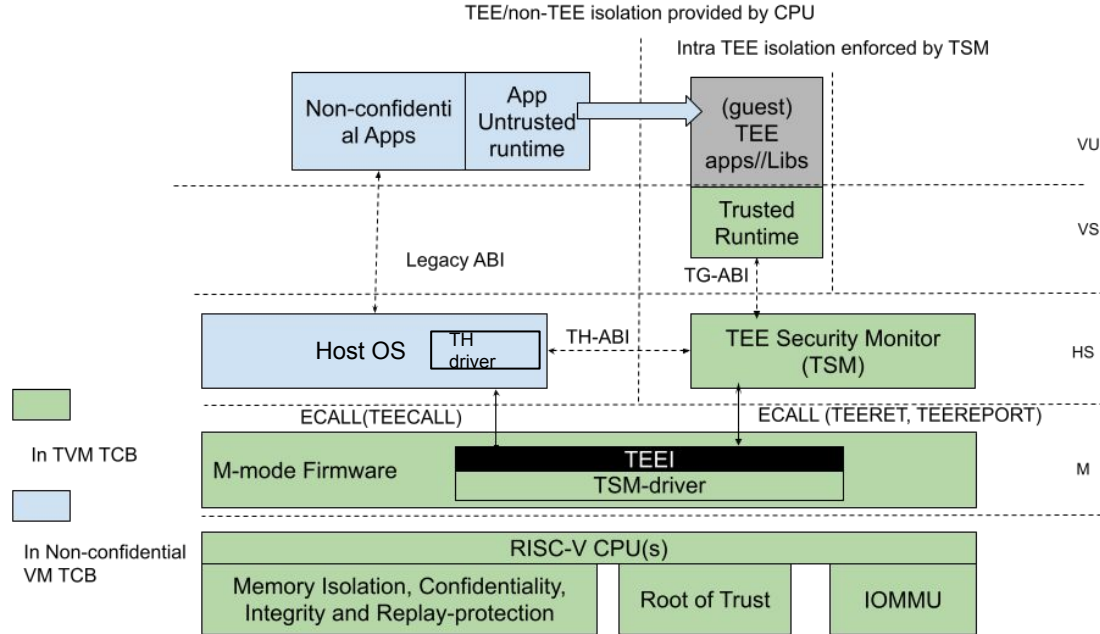 TEE/non-TEE isolation provided by CPU
Intra TEE isolation enforced by TSM
Non-confidenti
al Apps
App
Untrusted
runtime
(guest)
TEE
apps//Libs
VU
Trusted
Runtime
VS
Legacy ABI
TG-ABI
Host OS
TH
driver
TH-ABI
TEE Security Monitor
(TSM)
HS
ECALL(TEECALL)
ECALL (TEERET, TEEREPORT)
In TVM TCB
M-mode Firmware
TEEI
TSM-driver
M
In Non-confidential
VM TCB
RISC-V CPU(s)
Memory Isolation, Confidentiality,
Integrity and Replay-protection
Root of Trust
IOMMU